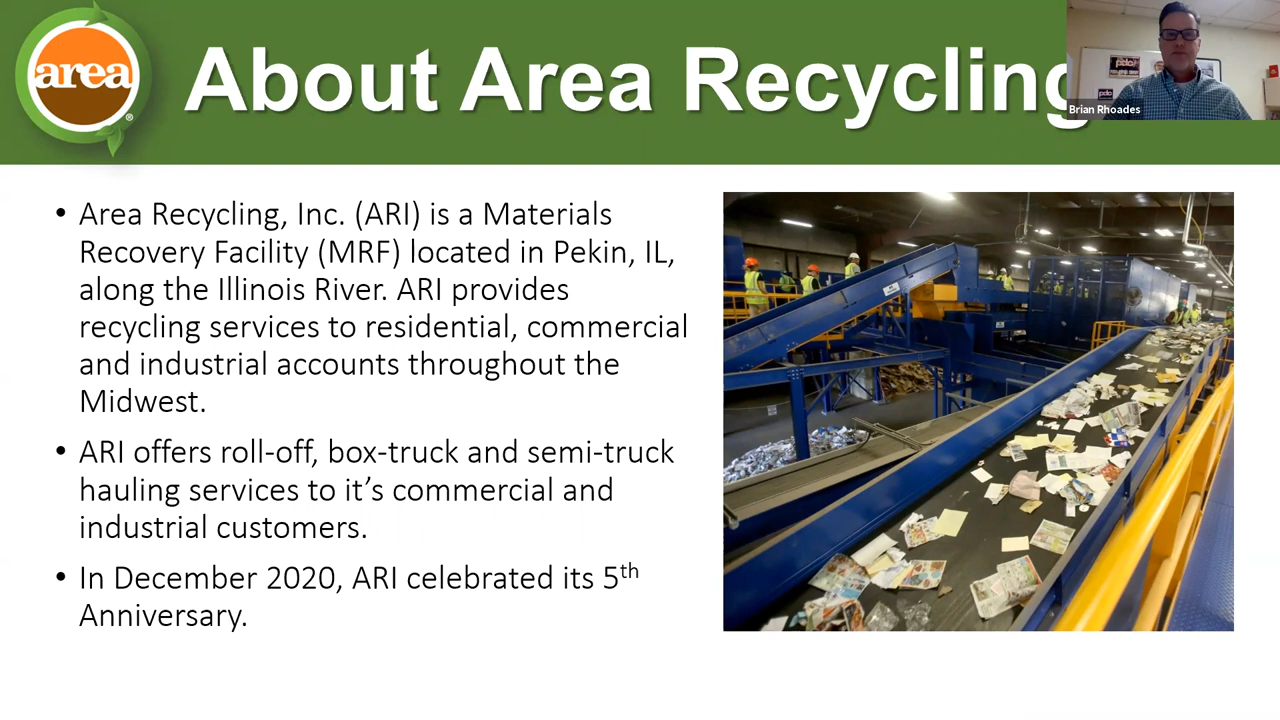 area
®
About Area Recycling
pdo
pdo
Brian Rhoades
• Area Recycling, Inc. (ARI) is a Materials
Recovery Facility (MRF) located in Pekin, IL,
along the Illinois River. ARI provides
recycling services to residential, commercial
and industrial accounts throughout the
Midwest.
• ARI offers roll-off, box-truck and semi-truck
hauling services to it’s commercial and
industrial customers.
• In December 2020, ARI celebrated its 5th
Anniversary.